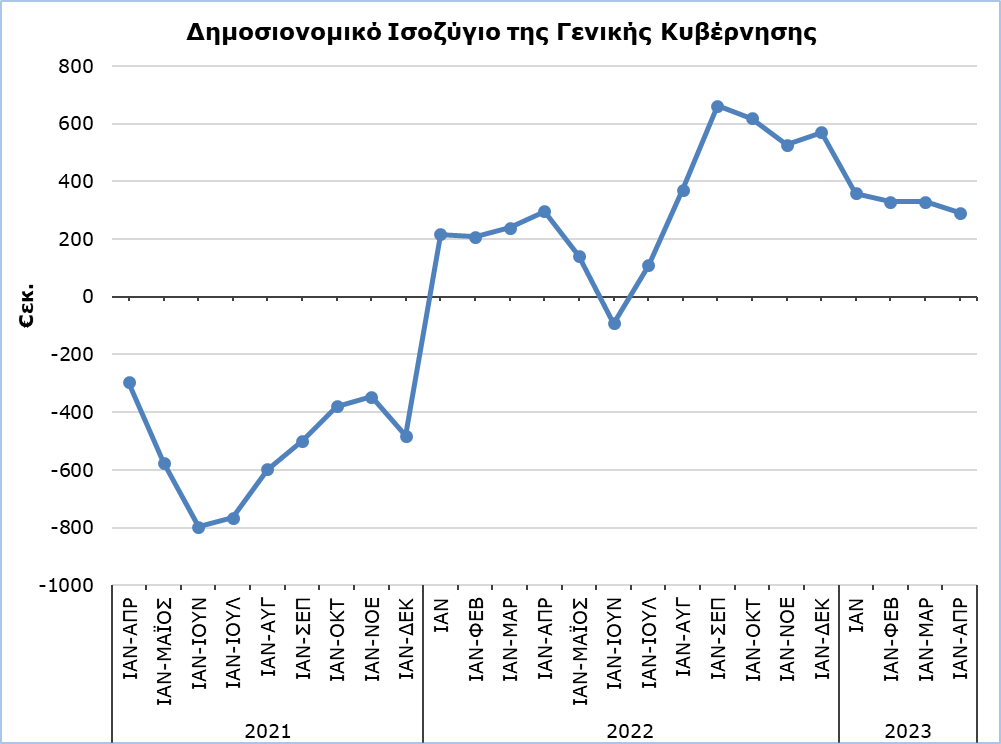 Δημοσιονομικό Ισοζύγιο της Γενικής Κυβέρνησης
€εκ.
800
600
400
200
0
-200
-400
-600
-800
-1000
ΙΑΝ-ΑΠΡ
ΙΑΝ-ΜΑΪΟΣ
ΙΑΝ-ΙΟΥΝ
ΙΑΝ-ΙΟΥΛ
ΙΑΝ-ΑΥΓ
ΙΑΝ-ΣΕΠ
ΙΑΝ-ΟΚΤ
ΙΑΝ-ΝΟΕ
ΙΑΝ-ΔΕΚ
ΙΑΝ
ΙΑΝ-ΦΕΒ
ΙΑΝ-ΜΑΡ
ΙΑΝ-ΑΠΡ
ΙΑΝ-ΜΑΪΟΣ
ΙΑΝ-ΙΟΥΝ
ΙΑΝ-ΙΟΥΛ
ΙΑΝ-ΑΥΓ
ΙΑΝ-ΣΕΠ
ΙΑΝ-ΟΚΤ
ΙΑΝ-ΝΟΕ
ΙΑΝ-ΔΕΚ
ΙΑΝ
ΙΑΝ-ΦΕΒ
ΙΑΝ-ΜΑΡ
ΙΑΝ-ΑΠΡ
2021
2022
2023